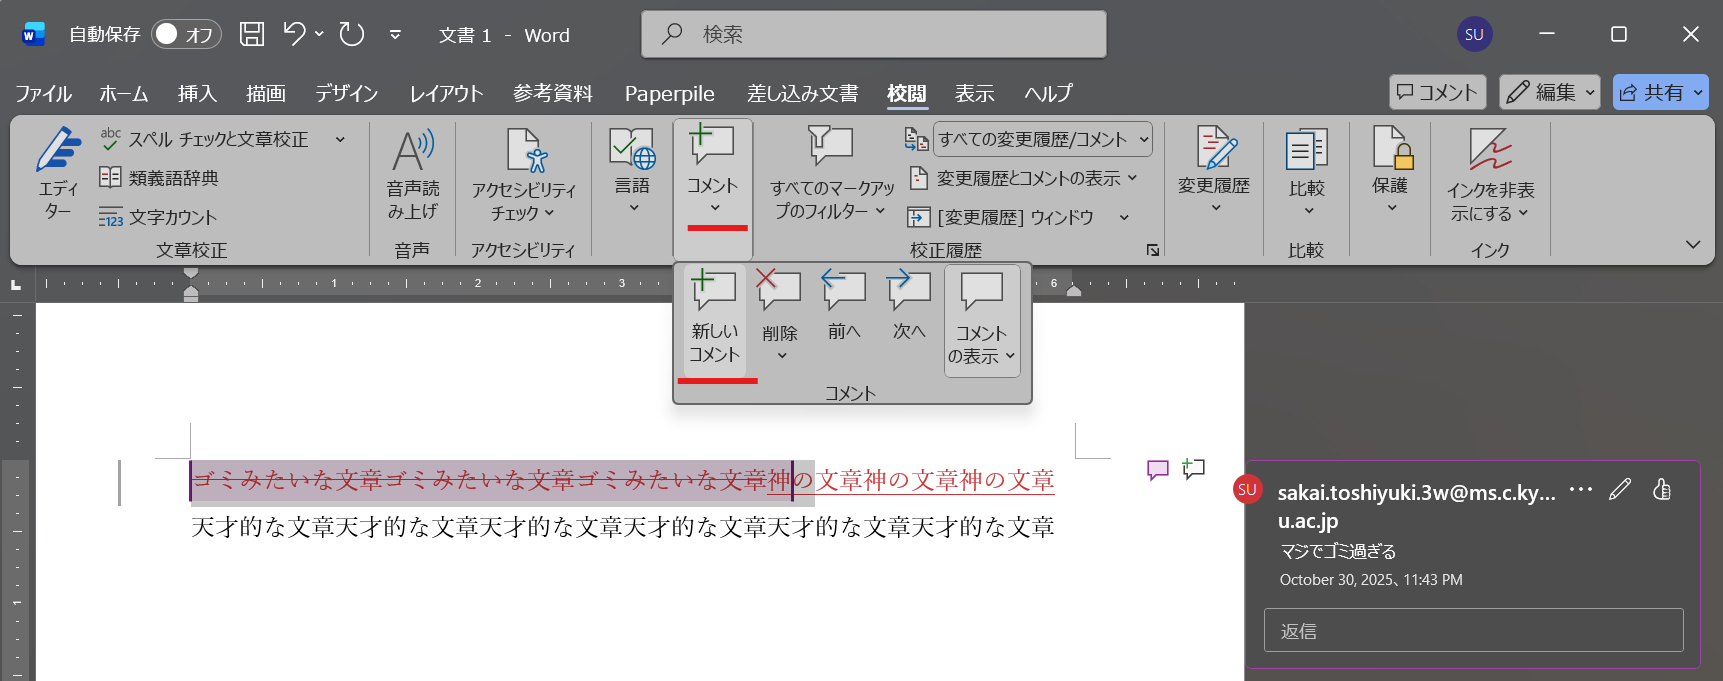 自動保存 オフ 文書 1 - Word 検索 SU
ファイル ホーム 挿入 描画 デザイン レイアウト 参考資料 Paperpile 差し込み文書 校閲 表示 ヘルプ コメント 編集 共有
エディ
ター
abc
スペル チェックと文章校正
類義語辞典
123
文字カウント
文章校正
音声読
み上げ
音声
アクセシビリティ
チェック
アクセシビリティ
言語
コメント
すべてのマークアッ
プのフィルター
すべての変更履歴/コメント
変更履歴とコメントの表示
[変更履歴] ウィンドウ
校正履歴
変更履歴
比較
比較
保護
インクを非表
示にする
インク
L 1 2 3 6
新しい
コメント
削除
前へ
次へ
コメント
の表示
コメント
1
ゴミみたいな文章ゴミみたいな文章ゴミみたいな文章神の文章神の文章神の文章
天才的な文章天才的な文章天才的な文章天才的な文章天才的な文章天才的な文章
SU
sakai.toshiyuki.3w@ms.c.ky...
u.ac.jp
マジでゴミ過ぎる
October 30, 2025、11:43 PM
返信